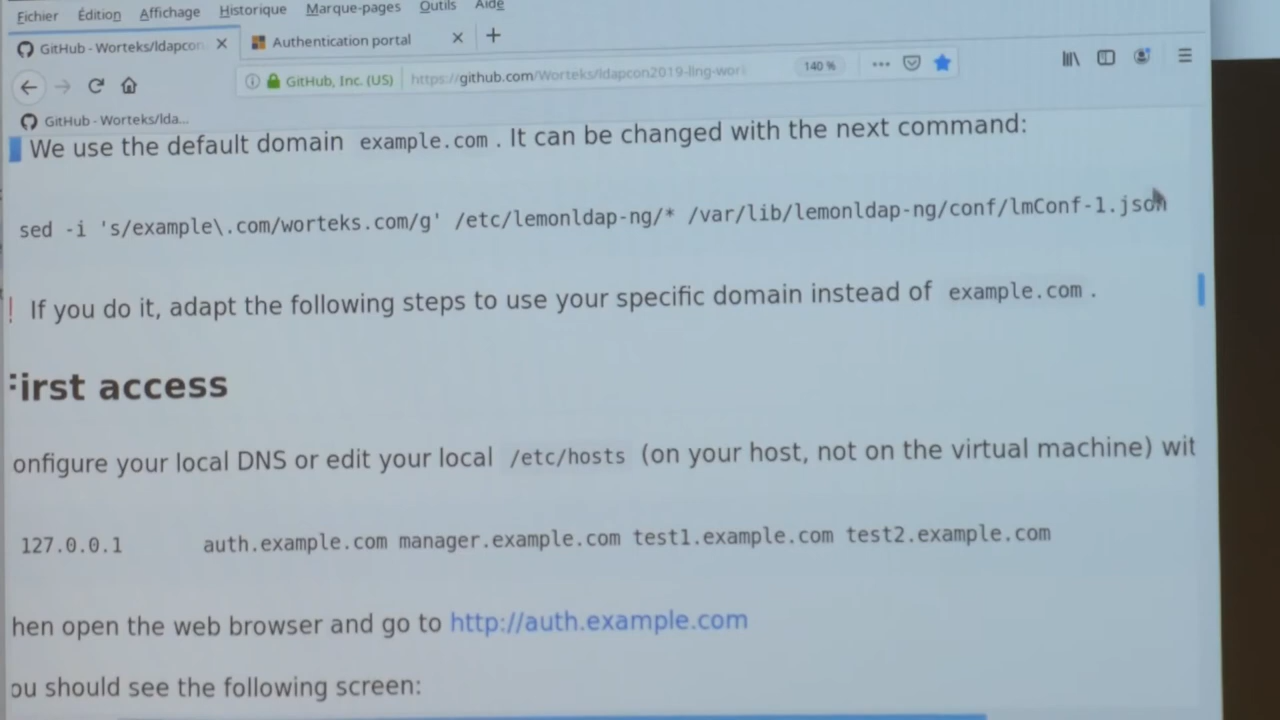 Fichier Édition Affichage Historique Marque-pages Outils Aide
GitHub - Worteks/ldapcon Authentication portal
GitHub, Inc. (US) https://github.com/Worteks/ldapcon2019-llng-work 140 %
GitHub - Worteks/lda...
We use the default domain example.com . It can be changed with the next command:
sed -i 's/example\.com/worteks.com/g' /etc/lemonldap-ng/* /var/lib/lemonldap-ng/conf/lmConf-1.json
! If you do it, adapt the following steps to use your specific domain instead of example.com .
First access
onfigure your local DNS or edit your local /etc/hosts (on your host, not on the virtual machine) wit
127.0.0.1 auth.example.com manager.example.com test1.example.com test2.example.com
hen open the web browser and go to http://auth.example.com
ou should see the following screen: